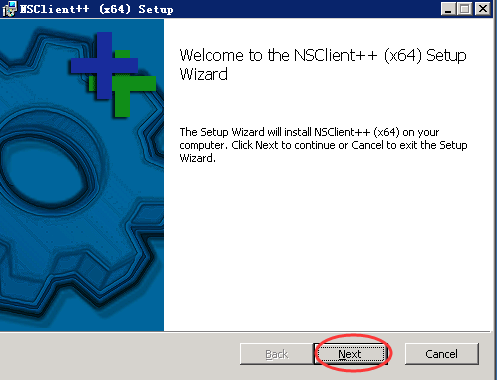 NSClient++ (x64) Setup
Welcome to the NSClient++ (x64) Setup
Wizard
The Setup Wizard will install NSClient++ (x64) on your
computer. Click Next to continue or Cancel to exit the Setup
Wizard.
Back Next Cancel